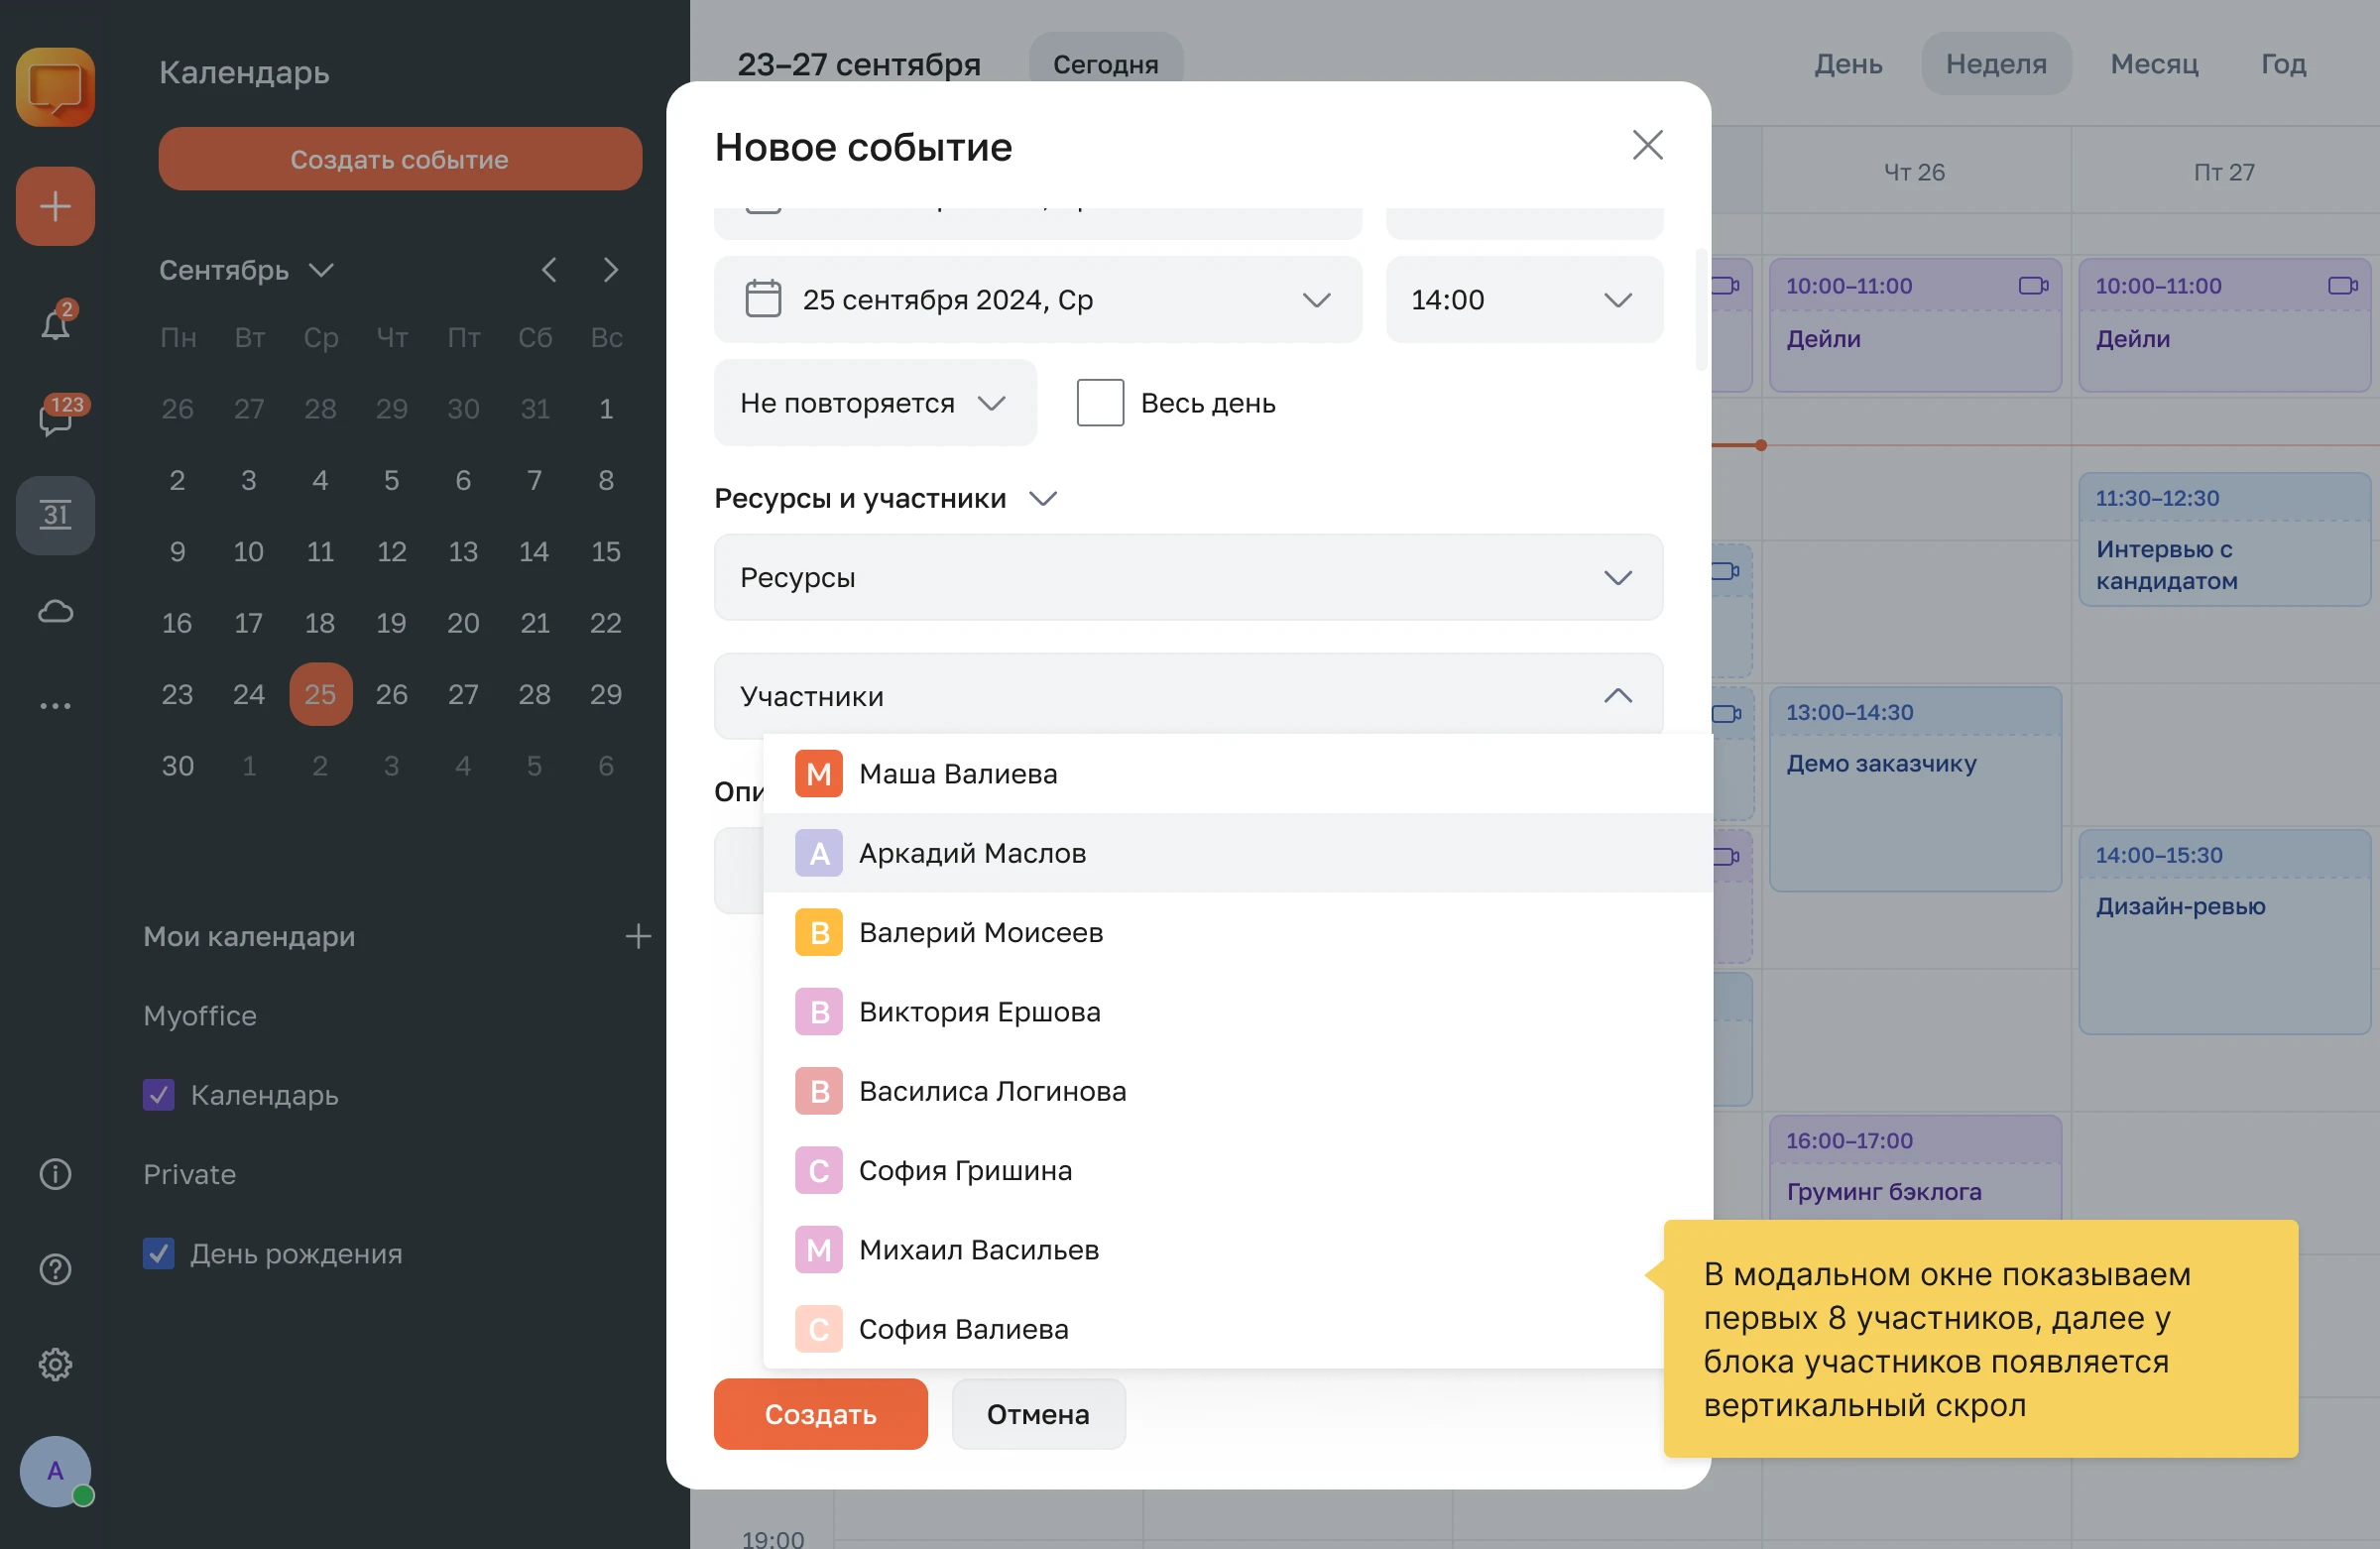 Календарь
Создать событие
Сентябрь
Пн Вт Ср Чт Пт Сб Вс
26 27 28 29 30 31 1
2 3 4 5 6 7 8
9 10 11 12 13 14 15
16 17 18 19 20 21 22
23 24 25 26 27 28 29
30 1 2 3 4 5 6
2
123
31
Мои календари
Myoffice
Календарь
Private
День рождения
A
23–27 сентября
Сегодня
День
Неделя
Месяц
Год
Чт 26
Пт 27
Новое событие
25 сентября 2024, Ср
14:00
Не повторяется
Весь день
Ресурсы и участники
Ресурсы
Участники
Опи
М Маша Валиева
А Аркадий Маслов
В Валерий Моисеев
В Виктория Ершова
В Василиса Логинова
С София Гришина
М Михаил Васильев
С София Валиева
Создать
Отмена
10:00–11:00
Дейли
10:00–11:00
Дейли
11:30–12:30
Интервью с
кандидатом
13:00–14:30
Демо заказчику
14:00–15:30
Дизайн-ревью
16:00–17:00
Груминг бэклога
В модальном окне показываем
первых 8 участников, далее у
блока участников появляется
вертикальный скрол
19:00